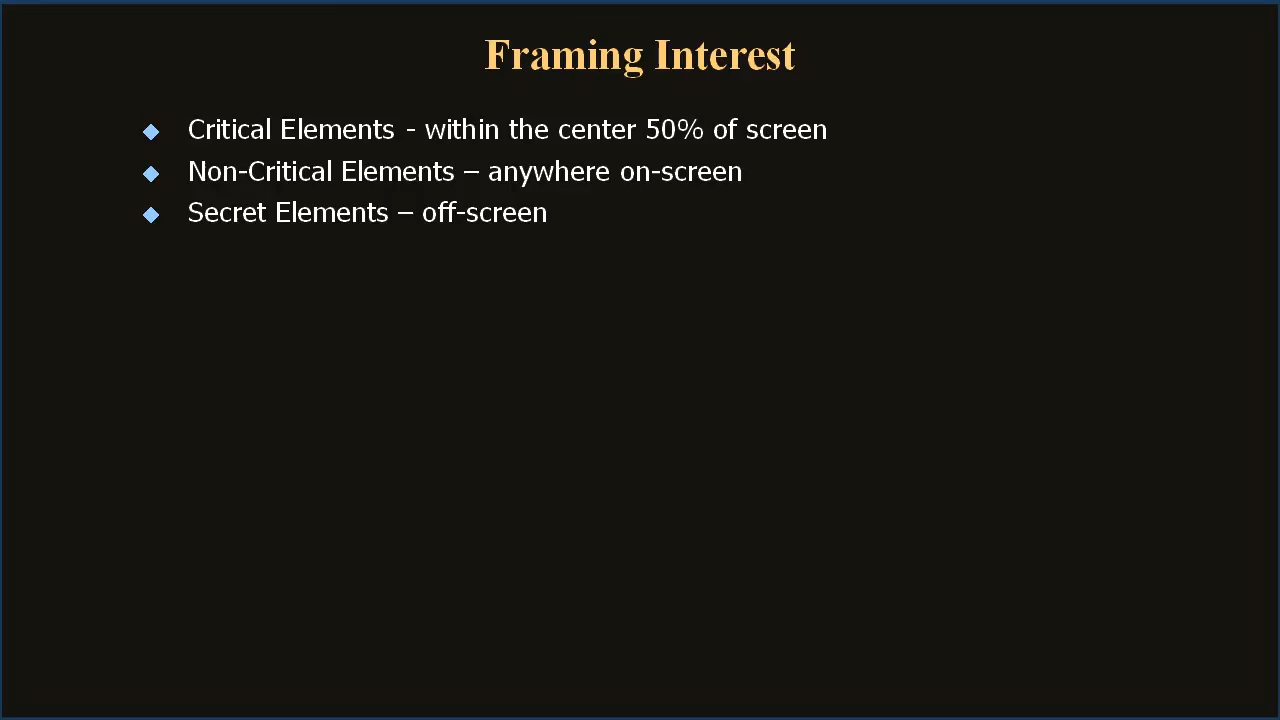 Framing Interest
Critical Elements - within the center 50% of screen
Non-Critical Elements – anywhere on-screen
Secret Elements – off-screen